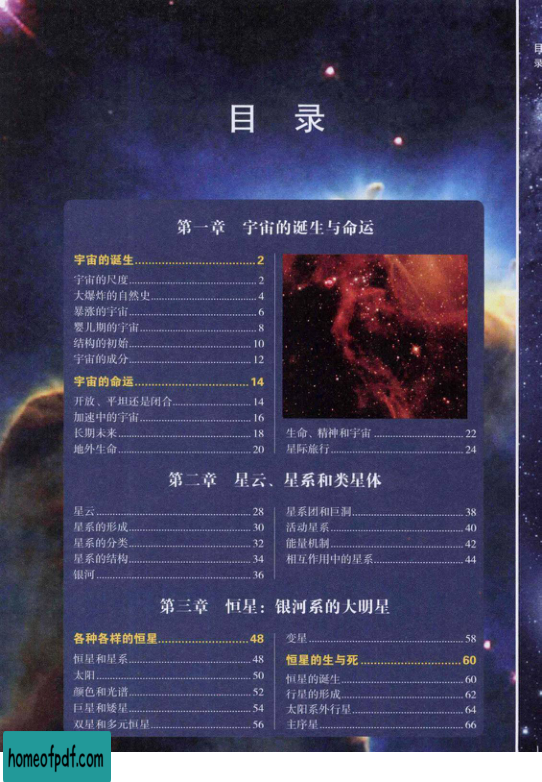 目 录
第一章 宇宙的诞生与命运
宇宙的诞生 2
宇宙的尺度 2
大爆炸的自然史 4
暴涨的宇宙 6
婴儿期的宇宙 8
结构的初始 10
宇宙的成分 12
宇宙的命运 14
开放、平坦还是闭合 14
加速中的宇宙 16
长期未来 18
地外生命 20
生命、精神和宇宙 22
星际旅行 24
第二章 星云、星系和类星体
星云 28
星系的形成 30
星系的分类 32
星系的结构 34
银河 36
星系团和巨洞 38
活动星系 40
能量机制 42
相互作用中的星系 44
第三章 恒星:银河系的大明星
各种各样的恒星 48
恒星和星系 48
太阳 50
颜色和光谱 52
巨星和矮星 54
双星和多元恒星 56
变星 58
恒星的生与死 60
恒星的诞生 60
行星的形成 62
太阳系外行星 64
主序星 66
目
录
homeofpdf.com